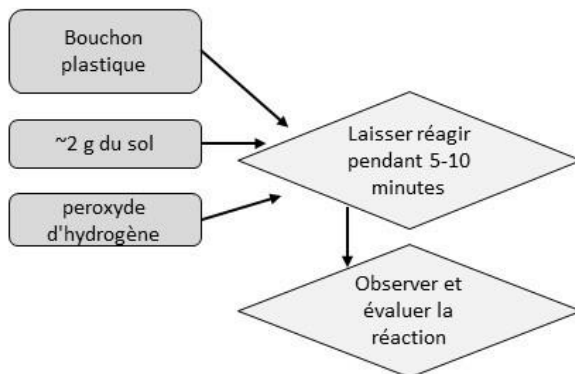 Bouchon
plastique
~2 g du sol
peroxyde
d'hydrogène
Laisser réagir
pendant 5-10
minutes
Observer et
évaluer la
réaction